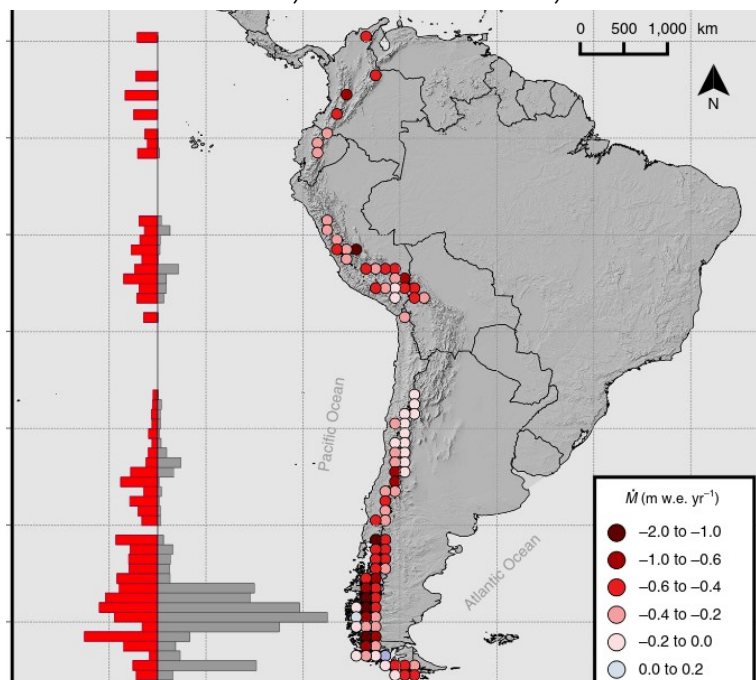 0 500 1,000 km
N
Pacific Ocean
Atlantic Ocean
Ṁ (m w.e. yr⁻¹)
–2.0 to –1.0
–1.0 to –0.6
–0.6 to –0.4
–0.4 to –0.2
–0.2 to 0.0
0.0 to 0.2